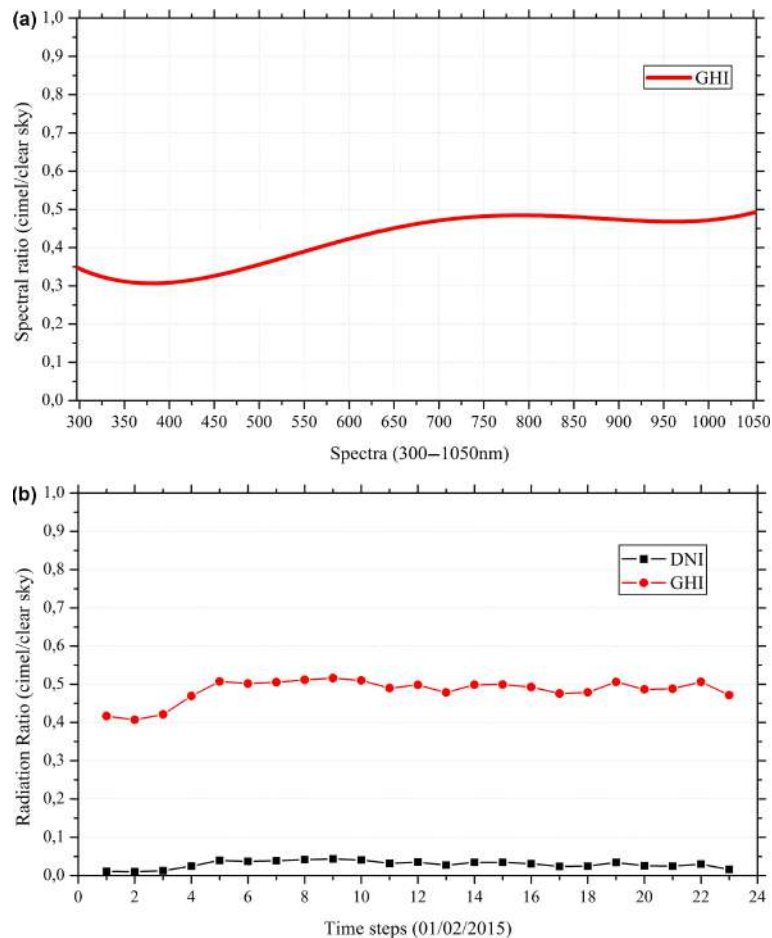 (a)
1,0
0,9
0,8
0,7
0,6
0,5
0,4
0,3
0,2
0,1
0,0
Spectral ratio (cimel/clear sky)
GHI
300 350 400 450 500 550 600 650 700 750 800 850 900 950 1000 1050
Spectra (300–1050nm)
(b)
1,0
0,9
0,8
0,7
0,6
0,5
0,4
0,3
0,2
0,1
0,0
Radiation Ratio (cimel/clear sky)
DNI
GHI
0 2 4 6 8 10 12 14 16 18 20 22 24
Time steps (01/02/2015)